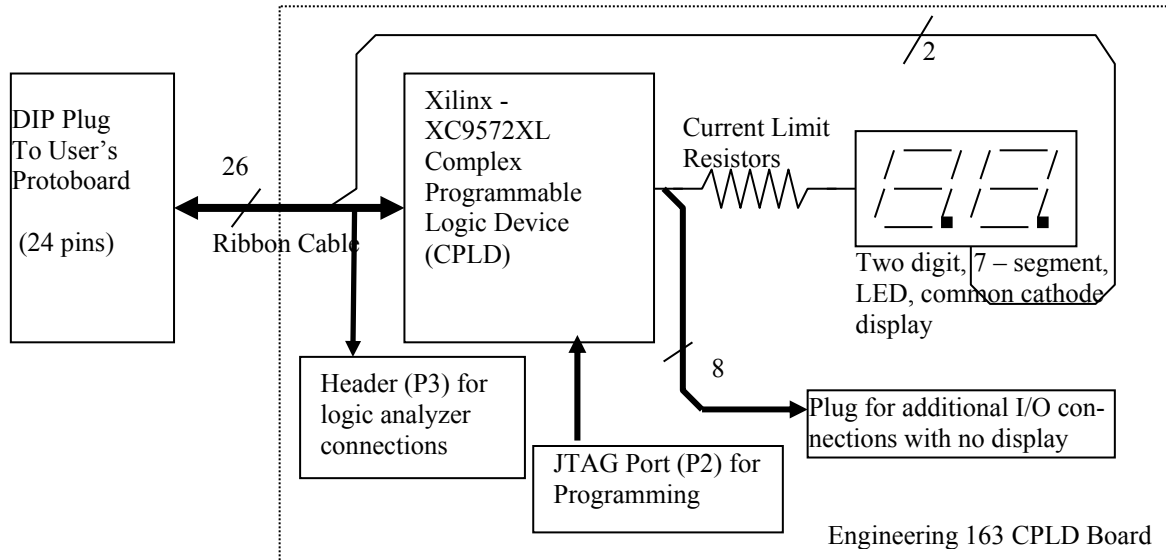 2
DIP Plug
To User's
Protoboard
(24 pins)
26
Ribbon Cable
Xilinx -
XC9572XL
Complex
Programmable
Logic Device
(CPLD)
Current Limit
Resistors
Two digit, 7 – segment,
LED, common cathode
display
8
Header (P3) for
logic analyzer
connections
JTAG Port (P2) for
Programming
Plug for additional I/O con-
nections with no display
Engineering 163 CPLD Board